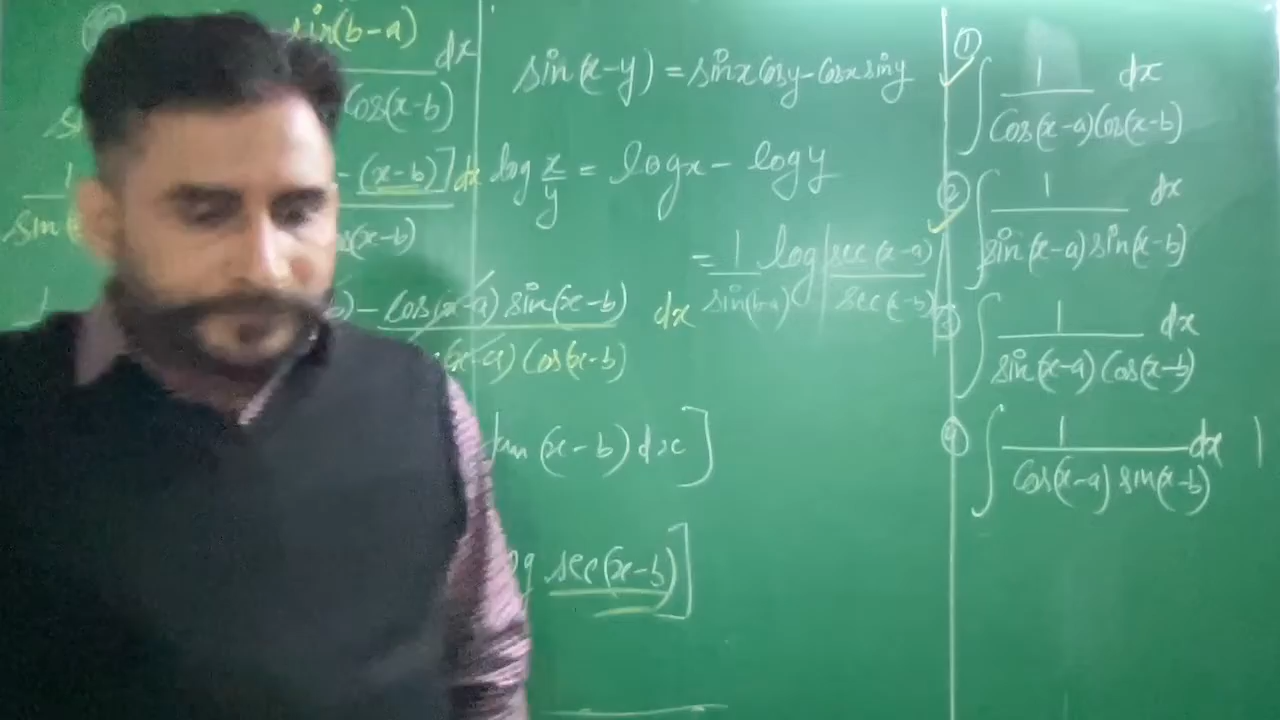 sin(b-a) dx
Cos(x-b)
- (x-b)] dx
sin
(x-b)
- Cos(x-a) sin(x-b) dx
(x-a) Cos(x-b)
tan (x-b) dx ]
sec(x-b)]
sin(x-y) = sinx Cosy - Cosx siny
log x/y = log x - log y
= 1/sin(b-a) log |sec(x-a)/sec(x-b)
① ∫ 1/Cos(x-a)Cos(x-b) dx
② ∫ 1/sin(x-a) sin(x-b) dx
③ ∫ 1/sin(x-a) Cos(x-b) dx
④ ∫ 1/Cos(x-a) sin(x-b) dx